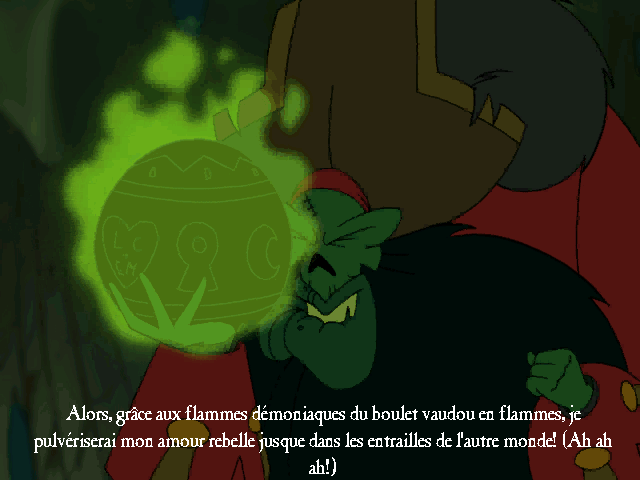 L C
C M
Alors, grâce aux flammes démoniaques du boulet vaudou en flammes, je
pulvériserai mon amour rebelle jusque dans les entrailles de l'autre monde! (Ah ah
ah!)